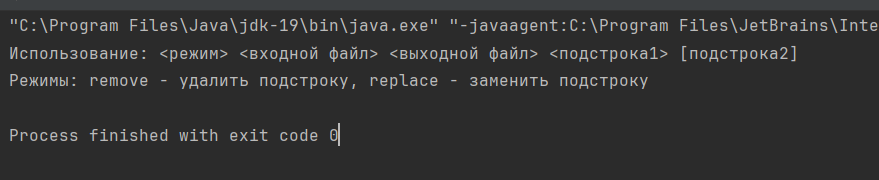 "C:\Program Files\Java\jdk-19\bin\java.exe" "-javaagent:C:\Program Files\JetBrains\Inte
Использование: <режим> <входной файл> <выходной файл> <подстрока1> [подстрока2]
Режимы: remove - удалить подстроку, replace - заменить подстроку
Process finished with exit code 0